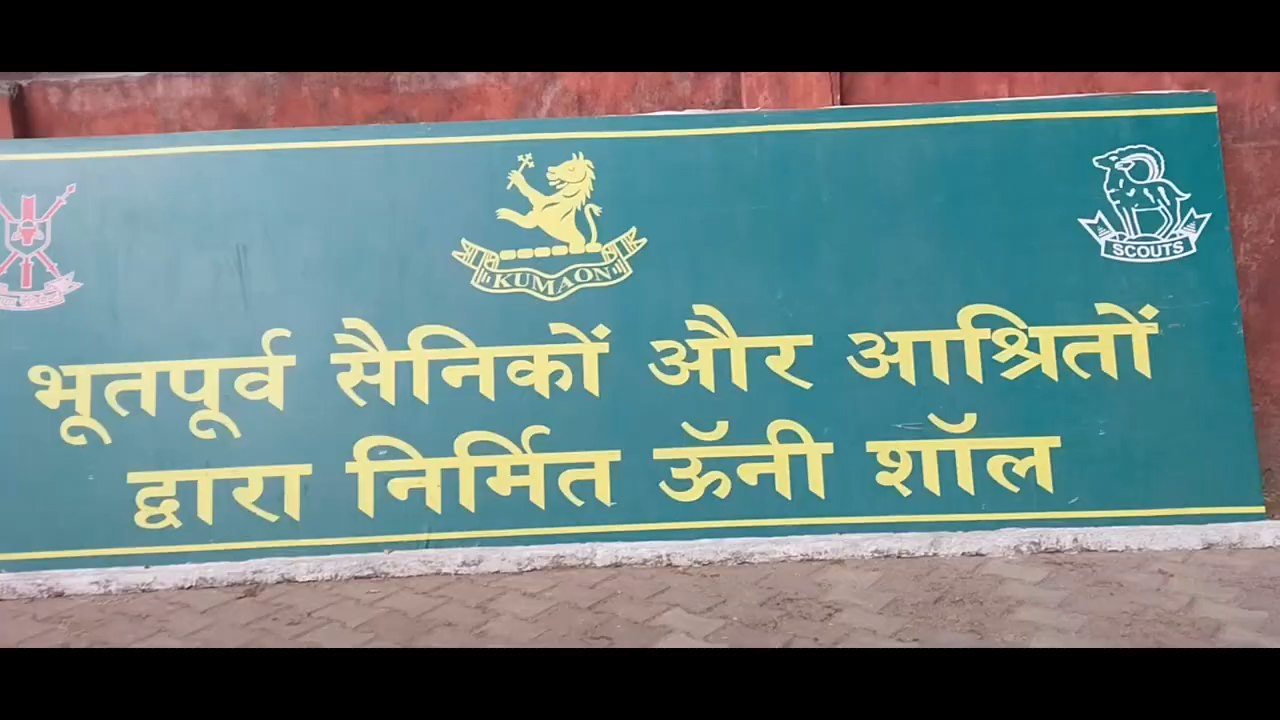 KUMAON
SCOUTS
भूतपूर्व सैनिकों और आश्रितों
द्वारा निर्मित ऊॅनी शॉल